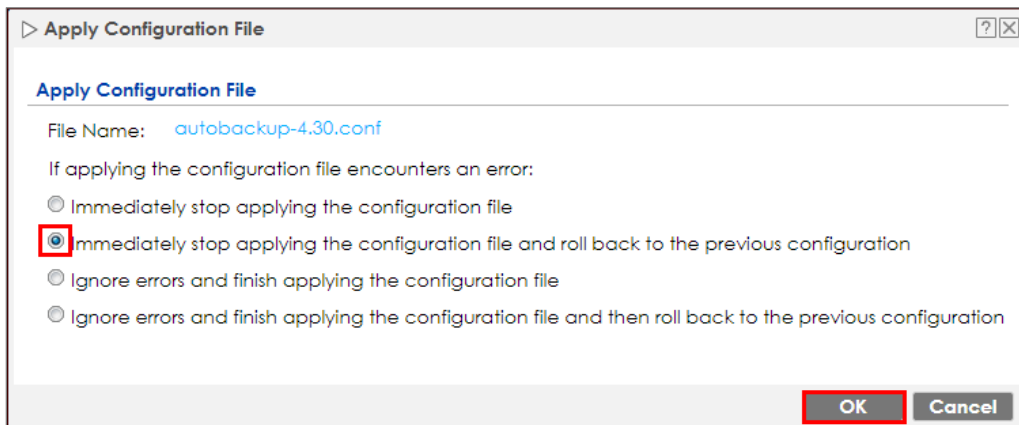 Apply Configuration File
Apply Configuration File
File Name: autobackup-4.30.conf
If applying the configuration file encounters an error:
Immediately stop applying the configuration file
Immediately stop applying the configuration file and roll back to the previous configuration
Ignore errors and finish applying the configuration file
Ignore errors and finish applying the configuration file and then roll back to the previous configuration
OK Cancel